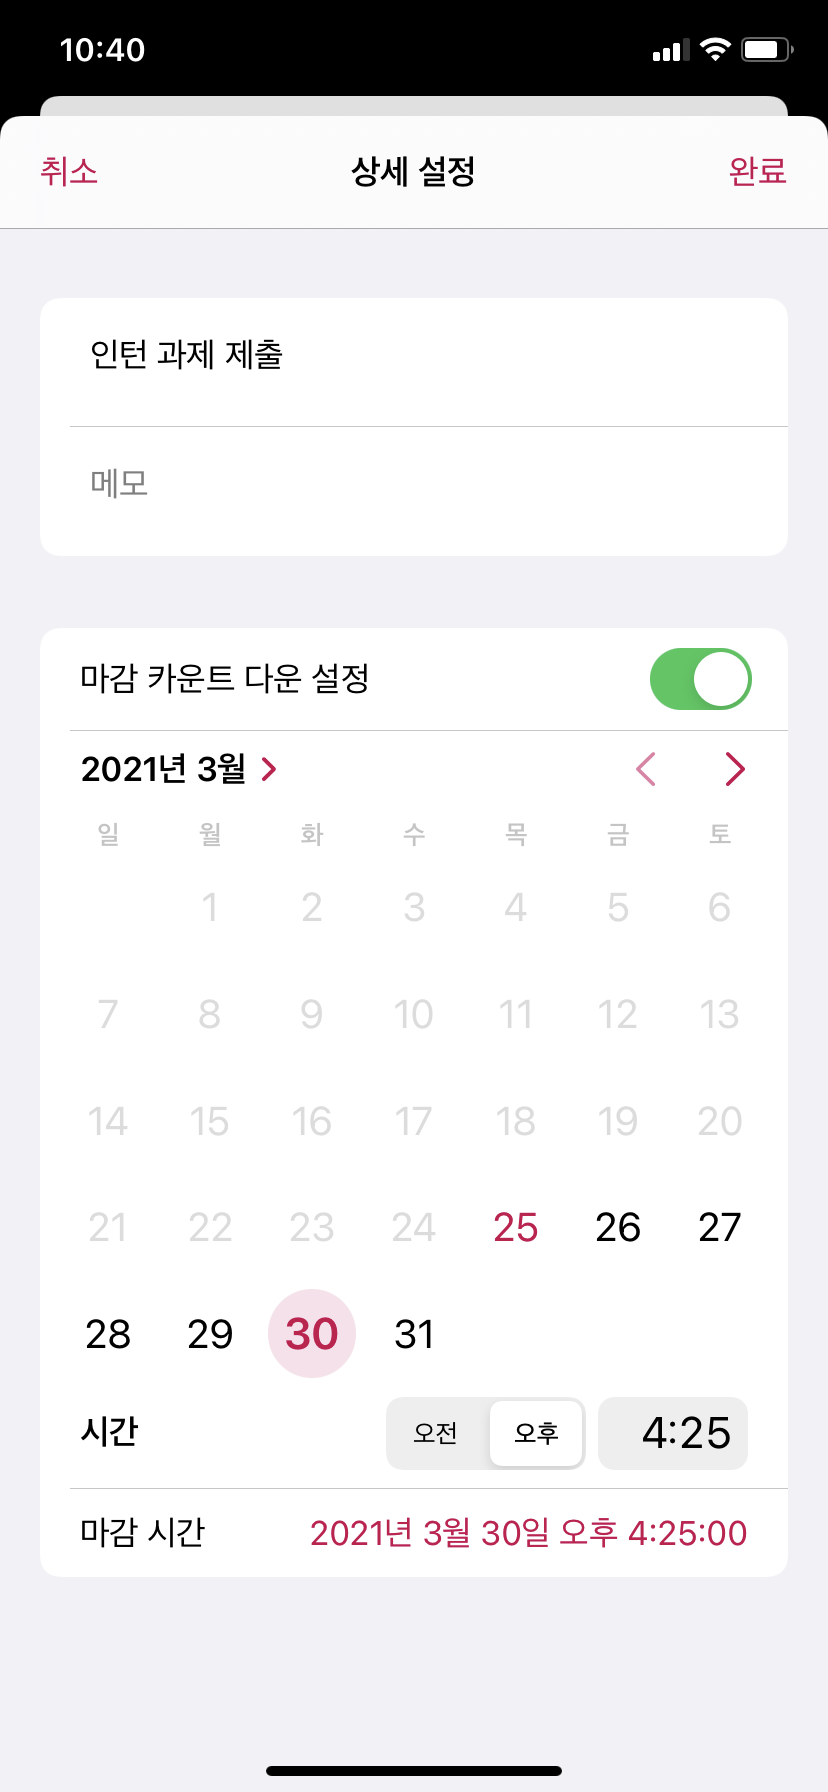 10:40
취소 상세 설정 완료
인턴 과제 제출
메모
마감 카운트 다운 설정
2021년 3월
일 월 화 수 목 금 토
1 2 3 4 5 6
7 8 9 10 11 12 13
14 15 16 17 18 19 20
21 22 23 24 25 26 27
28 29 30 31
시간 오전 오후 4:25
마감 시간 2021년 3월 30일 오후 4:25:00